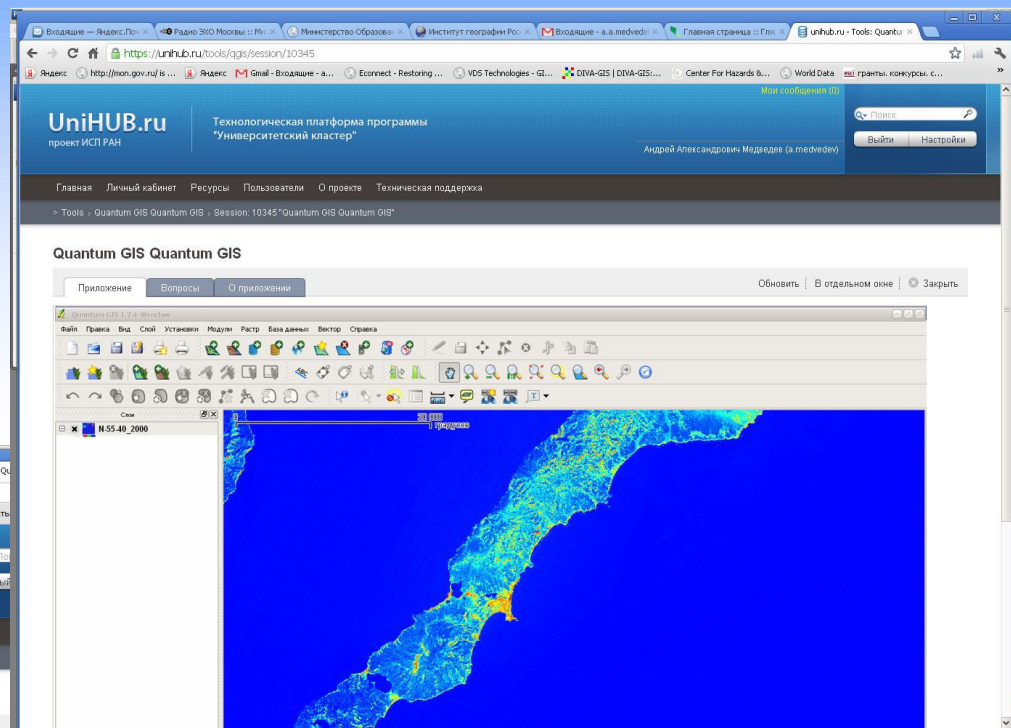 Входящие — Яндекс.По
Радио ЭХО Москвы :: Ми
Министерство Образова
Институт географии Рос
Входящие - a.a.medvedev
Главная страница :: Гля
unihub.ru - Tools: Quantu
https://unihub.ru/tools/qgis/session/10345
Яндекс
http://mon.gov.ru/ is ...
Яндекс
Gmail - Входящие - a...
Econnect - Restoring ...
VDS Technologies - GI...
DIVA-GIS | DIVA-GIS:...
Center For Hazards &...
World Data
гранты. конкурсы. с...
»
Мои сообщения (0)
UniHUB.ru
проект ИСП РАН
Технологическая платформа программы
"Университетский кластер"
Поиск
Выйти
Настройки
Андрей Александрович Медведев (a.medvedev)
Главная Личный кабинет Ресурсы Пользователи О проекте Техническая поддержка
> Tools > Quantum GIS Quantum GIS > Session: 10345 "Quantum GIS Quantum GIS"
Quantum GIS Quantum GIS
Приложение
Вопросы
О приложении
Обновить
В отдельном окне
Закрыть
Quantum GIS 1.7.4-Wroclaw
Файл Правка Вид Слой Установки Модули Растр База данных Вектор Справка
Слои
N-55-40_2000
0
30 000
градусов